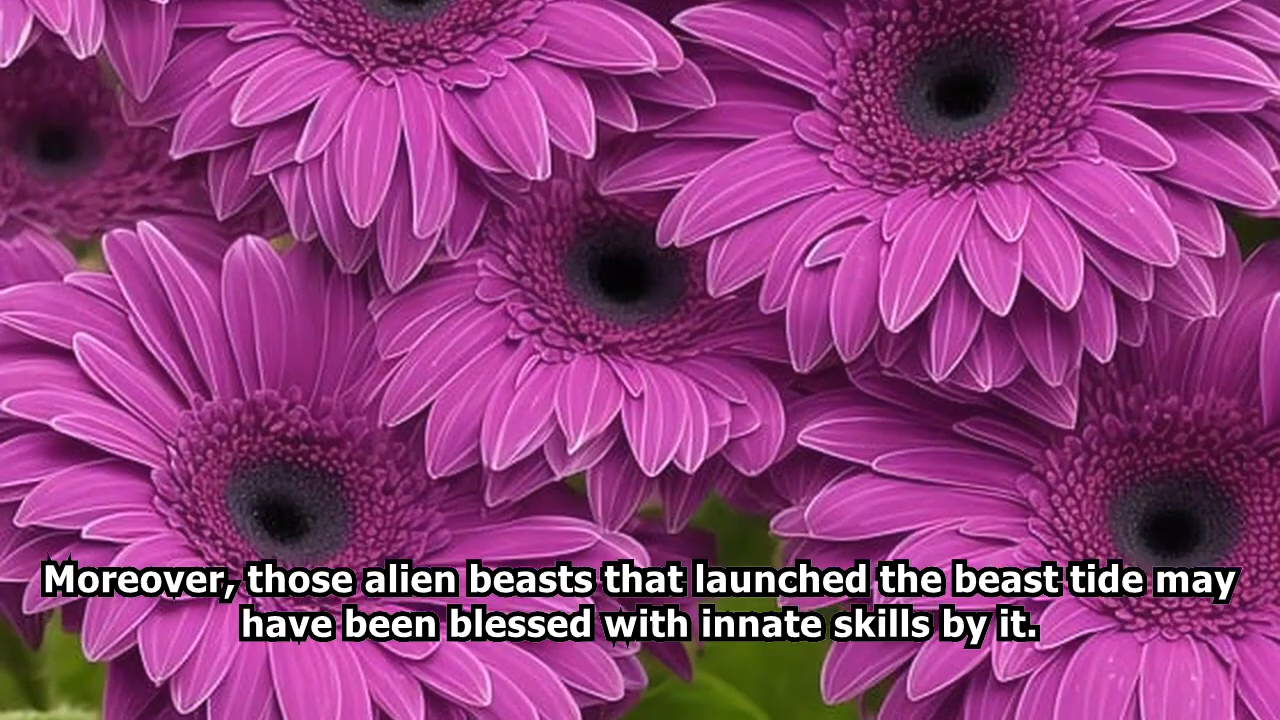 Moreover, those alien beasts that launched the beast tide may
have been blessed with innate skills by it.